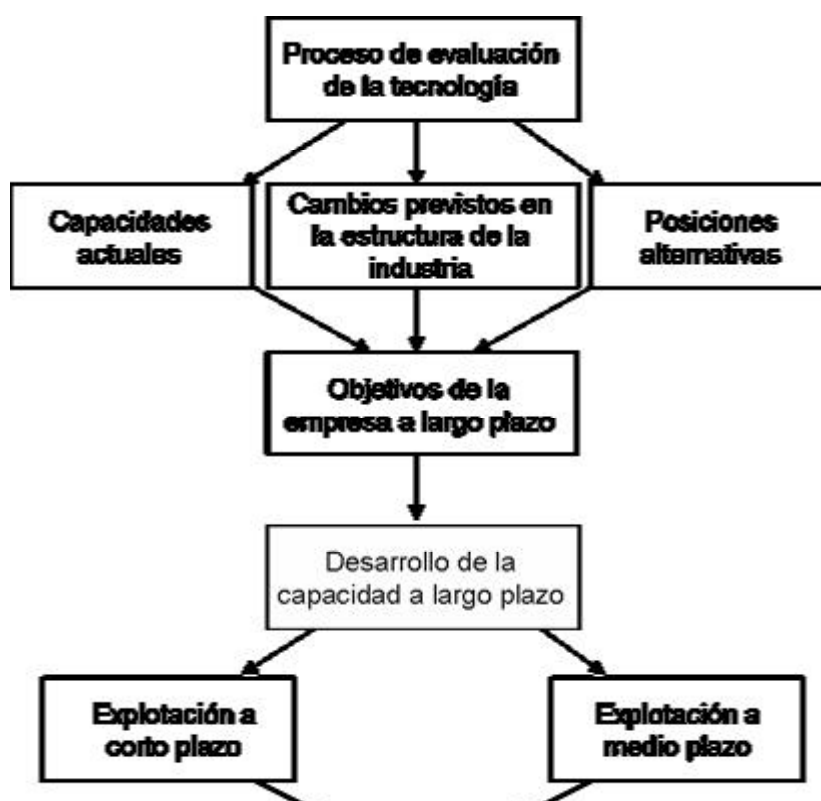 Proceso de evaluación
de la tecnología
Capacidades
actuales
Cambios previstos en
la estructura de la
industria
Posiciones
alternativas
Objetivos de la
empresa a largo plazo
Desarrollo de la
capacidad a largo plazo
Explotación a
corto plazo
Explotación a
medio plazo